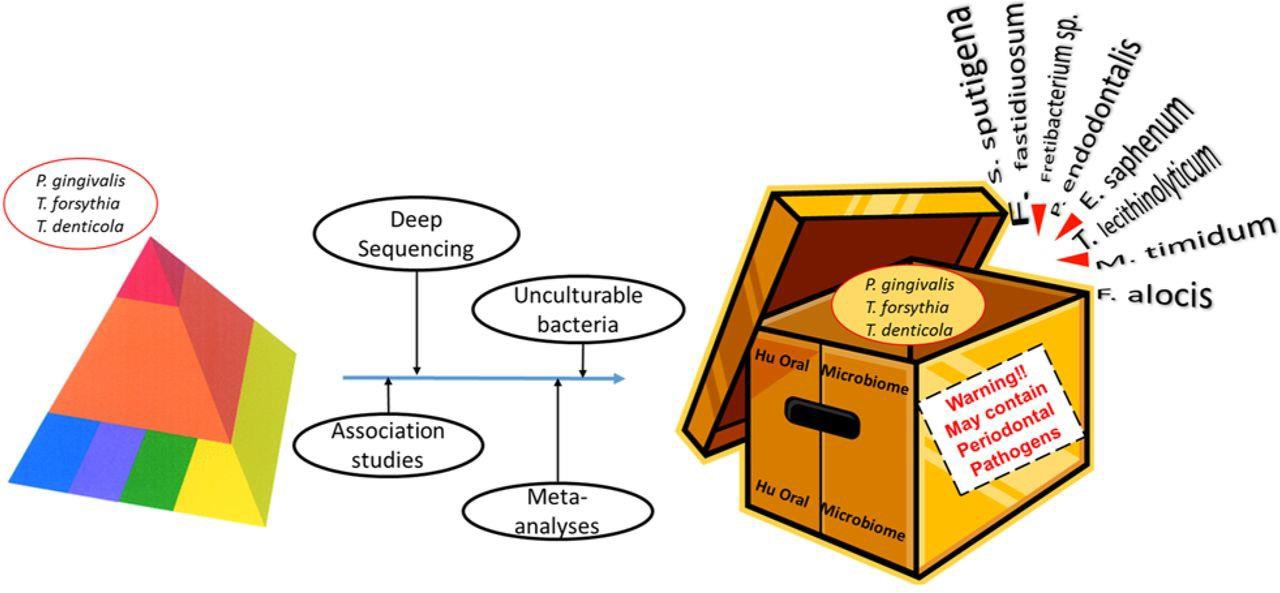 P. gingivalis
T. forsythia
T. denticola
Deep
Sequencing
Unculturable
bacteria
Association
studies
Meta-
analyses
S. sputigena
F. fastidiuosum
Fretibacterium sp.
P. endodontalis
E. saphenum
T. lecithinolyticum
M. timidum
F. alocis
P. gingivalis
T. forsythia
T. denticola
Hu Oral Microbiome
Warning!!
May contain
Periodontal
Pathogens
Hu Oral Microbiome